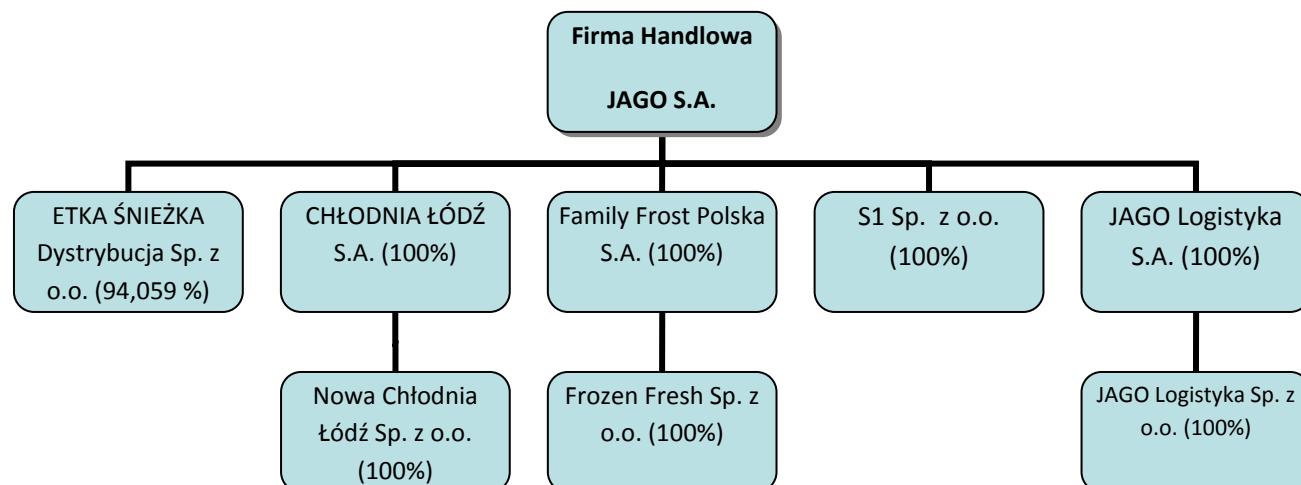 Firma Handlowa
JAGO S.A.
ETKA ŚNIEŻKA
Dystrybucja Sp. z
o.o. (94,059 %)
CHŁODNIA ŁÓDŹ
S.A. (100%)
Family Frost Polska
S.A. (100%)
S1 Sp. z o.o.
(100%)
JAGO Logistyka
S.A. (100%)
Nowa Chłodnia
Łódź Sp. z o.o.
(100%)
Frozen Fresh Sp. z
o.o. (100%)
JAGO Logistyka Sp. z
o.o. (100%)